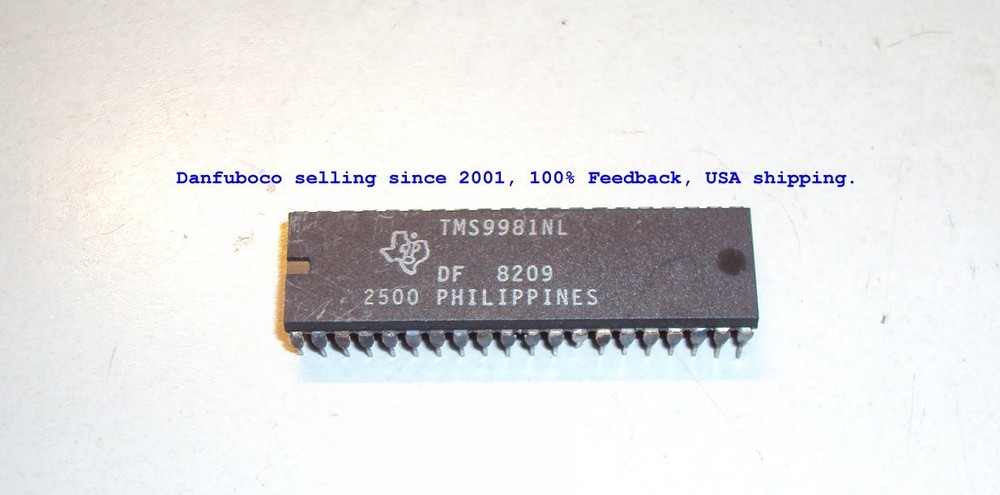 Danfuboco selling since 2001, 100% Feedback, USA shipping.
TMS9981NL
DF 8209
2500 PHILIPPINES